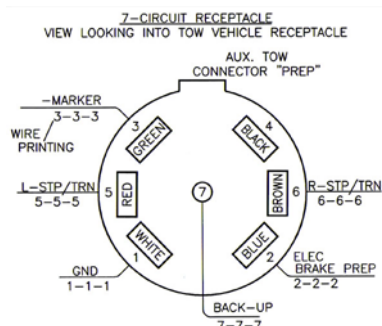 7-CIRCUIT RECEPTACLE
VIEW LOOKING INTO TOW VEHICLE RECEPTACLE
AUX. TOW
CONNECTOR "PREP"
-MARKER
3-3-3
WIRE
PRINTING
3
GREEN
4
BLACK
L-STP/TRN
5-5-5
5
RED
7
BROWN
6
R-STP/TRN
6-6-6
WHITE
1
BLUE
2
GND
1-1-1
ELEC
BRAKE PREP
2-2-2
BACK-UP
7-7-7